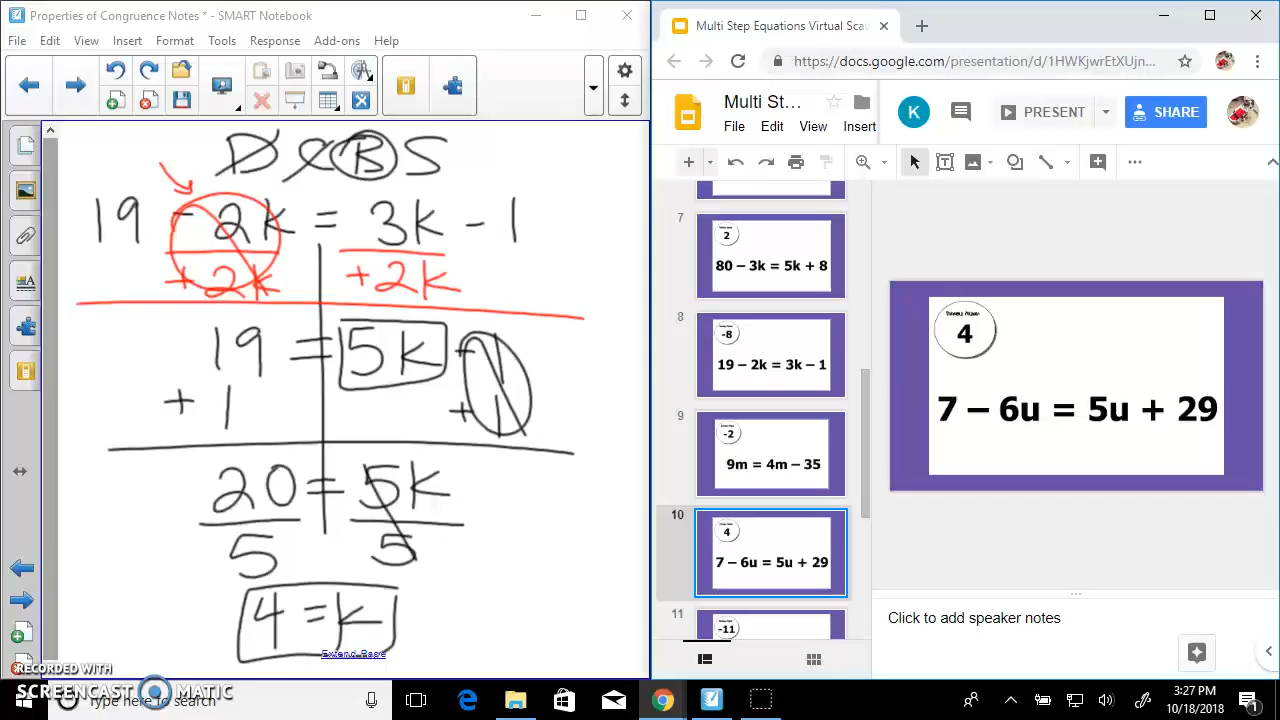 Properties of Congruence Notes * - SMART Notebook
File Edit View Insert Format Tools Response Add-ons Help
D C B S
19 - 2k = 3k - 1
+ 2k + 2k
19 = 5k - 1
+ 1 + 1
20 = 5k
5 5
4 = k
Extend Page
RECORDED WITH
SCREENCAST MATIC
Type here to search
Multi Step Equations Virtual Scav
https://docs.google.com/presentation/d/1HWKjwrEtXUjn...
Multi St...
File Edit View Insert
K
PRESENT
SHARE
7
2
80 – 3k = 5k + 8
8
-8
19 – 2k = 3k – 1
9
-2
9m = 4m – 35
10
4
7 – 6u = 5u + 29
11
-11
4
7 – 6u = 5u + 29
Click to add speaker notes
3:27 PM
10/18/2018
1